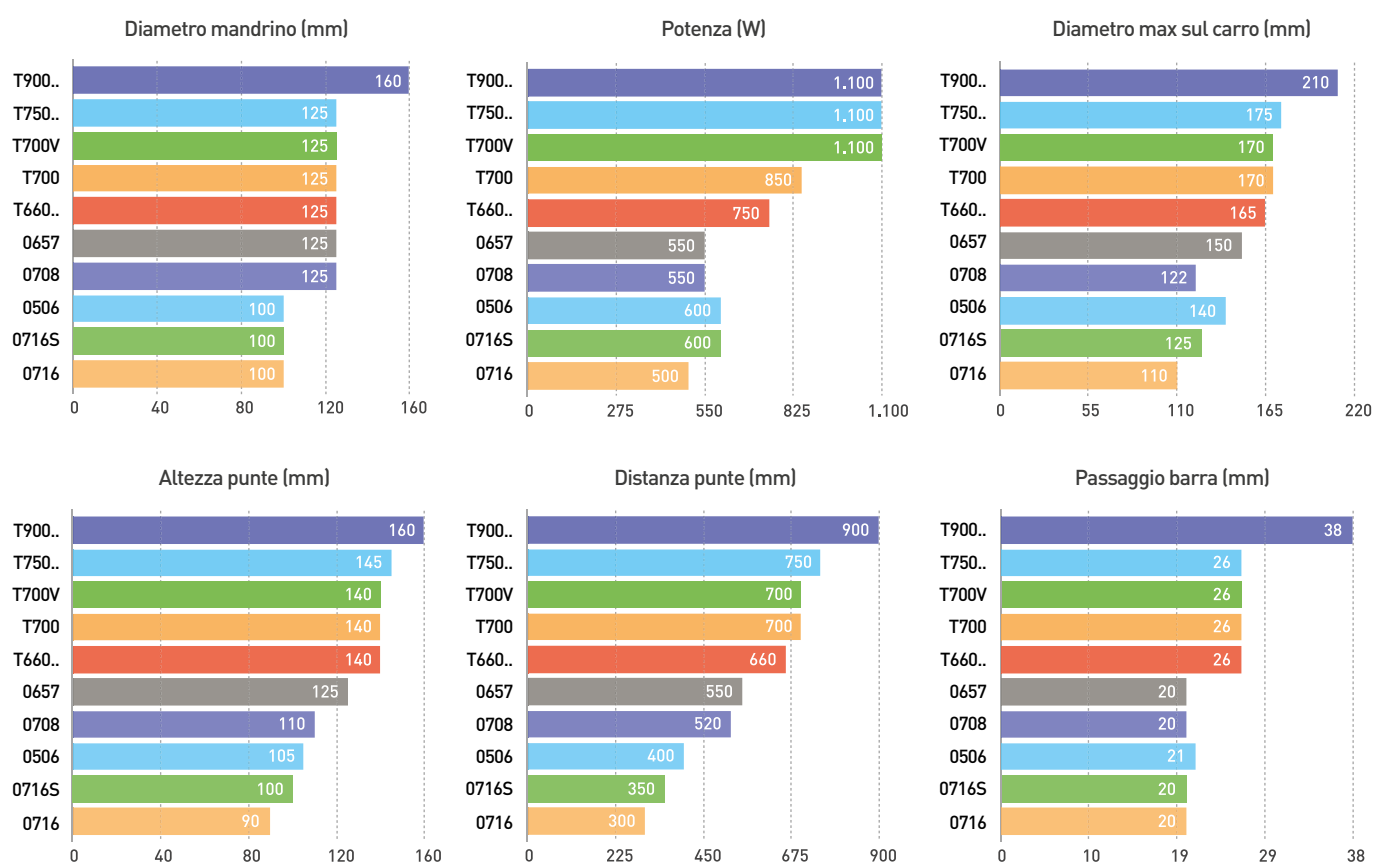 Diametro mandrino (mm)
T900.. 160
T750.. 125
T700V 125
T700 125
T660.. 125
0657 125
0708 125
0506 100
0716S 100
0716 100
0 40 80 120 160
Potenza (W)
T900.. 1.100
T750.. 1.100
T700V 1.100
T700 850
T660.. 750
0657 550
0708 550
0506 600
0716S 600
0716 500
0 275 550 825 1.100
Diametro max sul carro (mm)
T900.. 210
T750.. 175
T700V 170
T700 170
T660.. 165
0657 150
0708 122
0506 140
0716S 125
0716 110
0 55 110 165 220
Altezza punte (mm)
T900.. 160
T750.. 145
T700V 140
T700 140
T660.. 140
0657 125
0708 110
0506 105
0716S 100
0716 90
0 40 80 120 160
Distanza punte (mm)
T900.. 900
T750.. 750
T700V 700
T700 700
T660.. 660
0657 550
0708 520
0506 400
0716S 350
0716 300
0 225 450 675 900
Passaggio barra (mm)
T900.. 38
T750.. 26
T700V 26
T700 26
T660.. 26
0657 20
0708 20
0506 21
0716S 20
0716 20
0 10 19 29 38